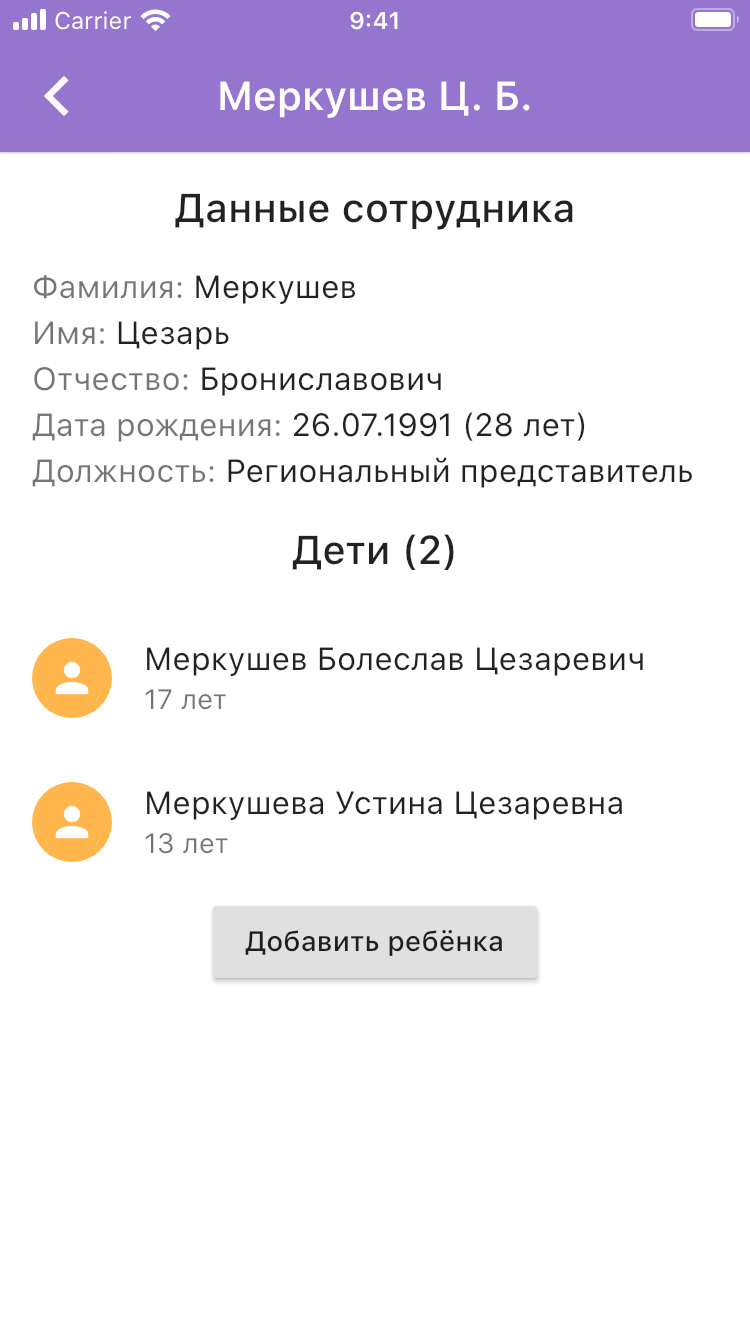 Carrier 9:41
Меркушев Ц. Б.
Данные сотрудника
Фамилия: Меркушев
Имя: Цезарь
Отчество: Брониславович
Дата рождения: 26.07.1991 (28 лет)
Должность: Региональный представитель
Дети (2)
Меркушев Болеслав Цезаревич
17 лет
Меркушева Устина Цезаревна
13 лет
Добавить ребёнка